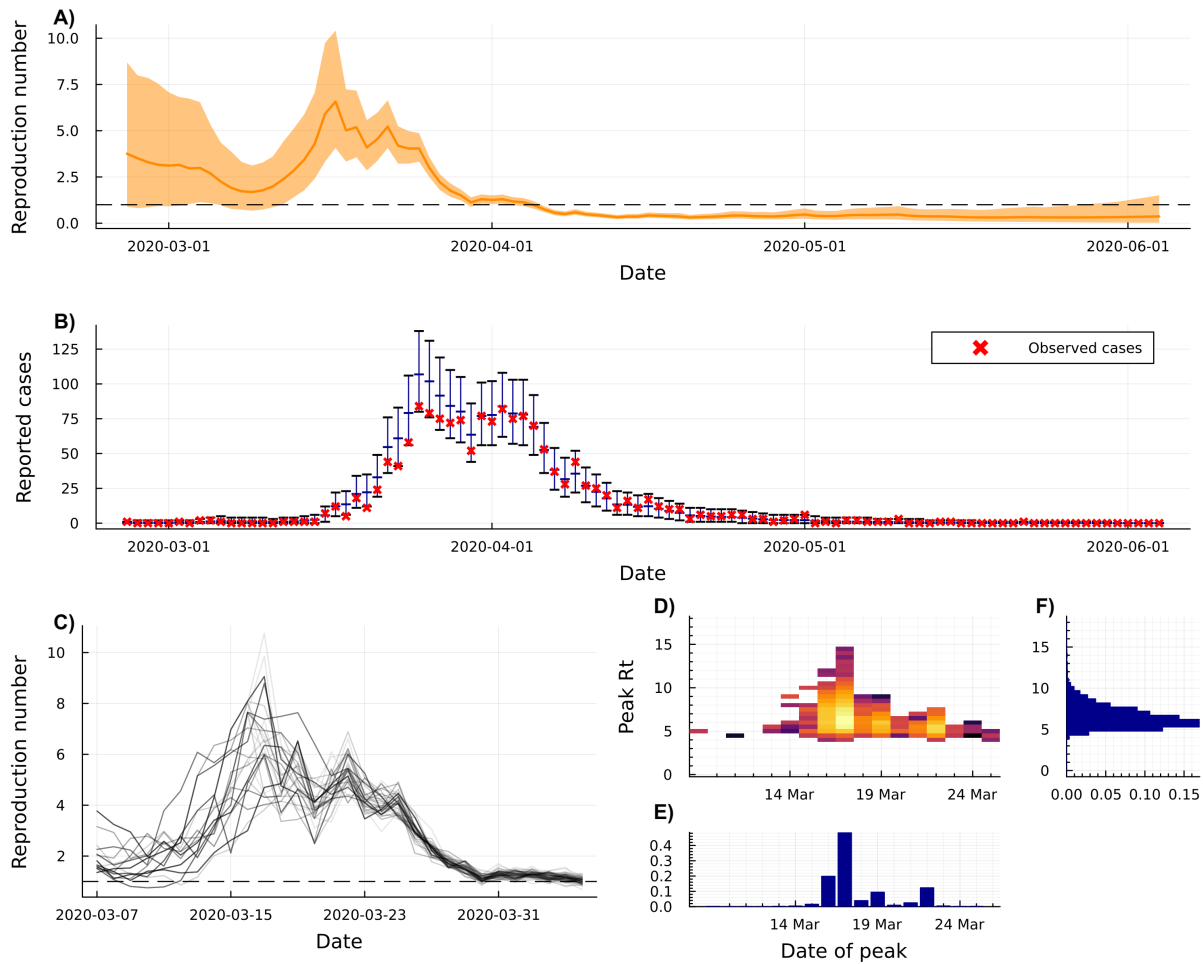 A)
Reproduction number
10.0
7.5
5.0
2.5
0.0
2020-03-01
2020-04-01
2020-05-01
2020-06-01
Date
B)
Reported cases
125
100
75
50
25
0
Observed cases
2020-03-01
2020-04-01
2020-05-01
2020-06-01
Date
C)
Reproduction number
10
8
6
4
2
2020-03-07
2020-03-15
2020-03-23
2020-03-31
Date
D)
Peak Rt
15
10
5
0
14 Mar
19 Mar
24 Mar
F)
15
10
5
0
0.00
0.05
0.10
0.15
E)
0.4
0.3
0.2
0.1
0.0
14 Mar
19 Mar
24 Mar
Date of peak